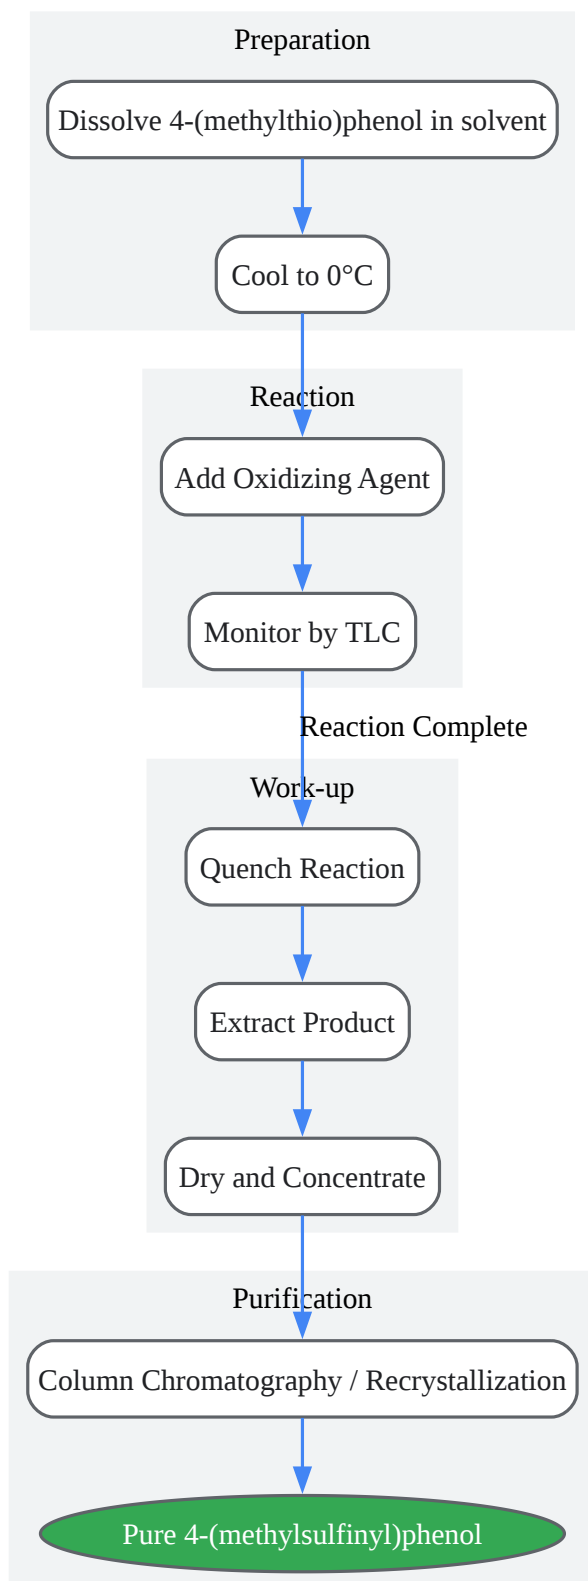 Preparation
Dissolve 4-(methylthio)phenol in solvent
Cool to 0°C
Reaction
Add Oxidizing Agent
Monitor by TLC
Reaction Complete
Work-up
Quench Reaction
Extract Product
Dry and Concentrate
Purification
Column Chromatography / Recrystallization
Pure 4-(methylsulfinyl)phenol